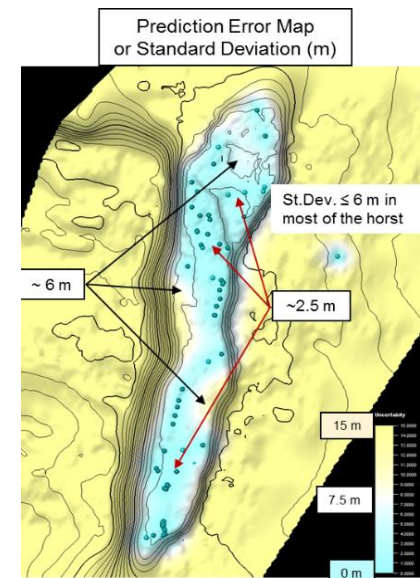 Prediction Error Map
or Standard Deviation (m)
St.Dev. ≤ 6 m in
most of the horst
~ 6 m
~2.5 m
Uncertainty
15 m
7.5 m
0 m